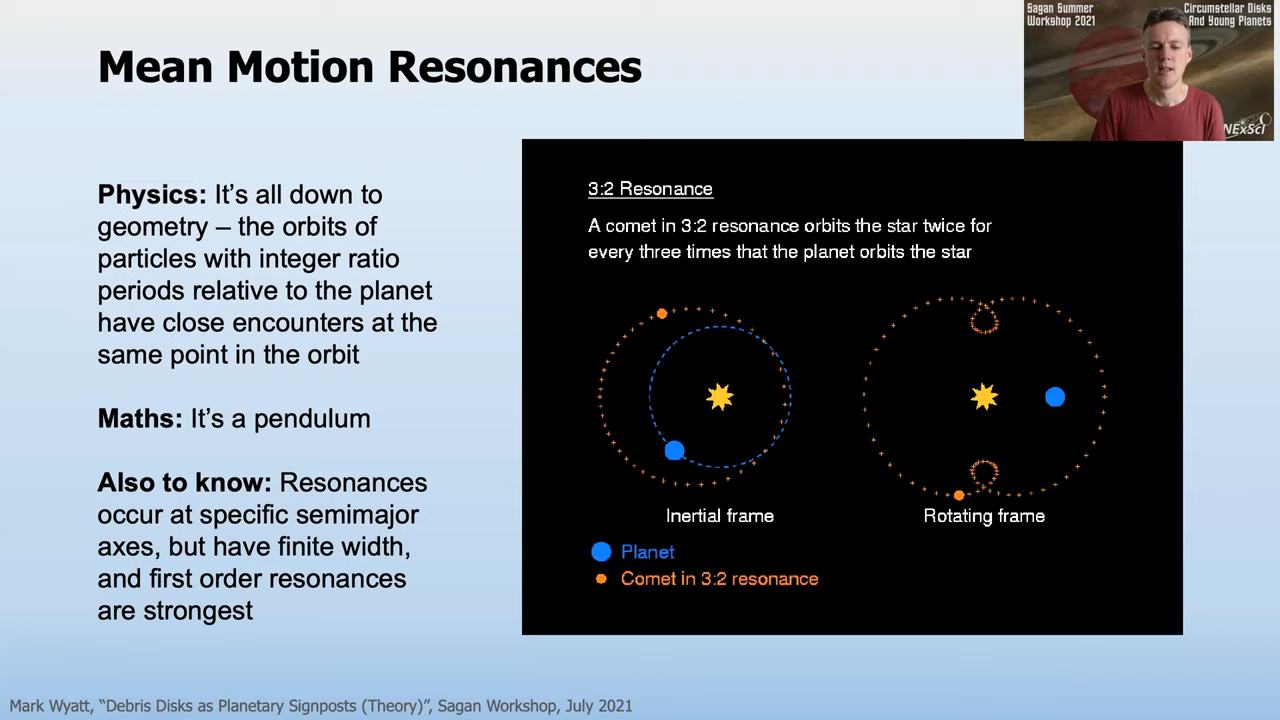 Mean Motion Resonances
Sagan Summer
Workshop 2021
Circumstellar Disks
And Young Planets
NExScI
Physics: It’s all down to
geometry – the orbits of
particles with integer ratio
periods relative to the planet
have close encounters at the
same point in the orbit
Maths: It’s a pendulum
Also to know: Resonances
occur at specific semimajor
axes, but have finite width,
and first order resonances
are strongest
3:2 Resonance
A comet in 3:2 resonance orbits the star twice for
every three times that the planet orbits the star
Inertial frame
Rotating frame
Planet
Comet in 3:2 resonance
Mark Wyatt, “Debris Disks as Planetary Signposts (Theory)”, Sagan Workshop, July 2021